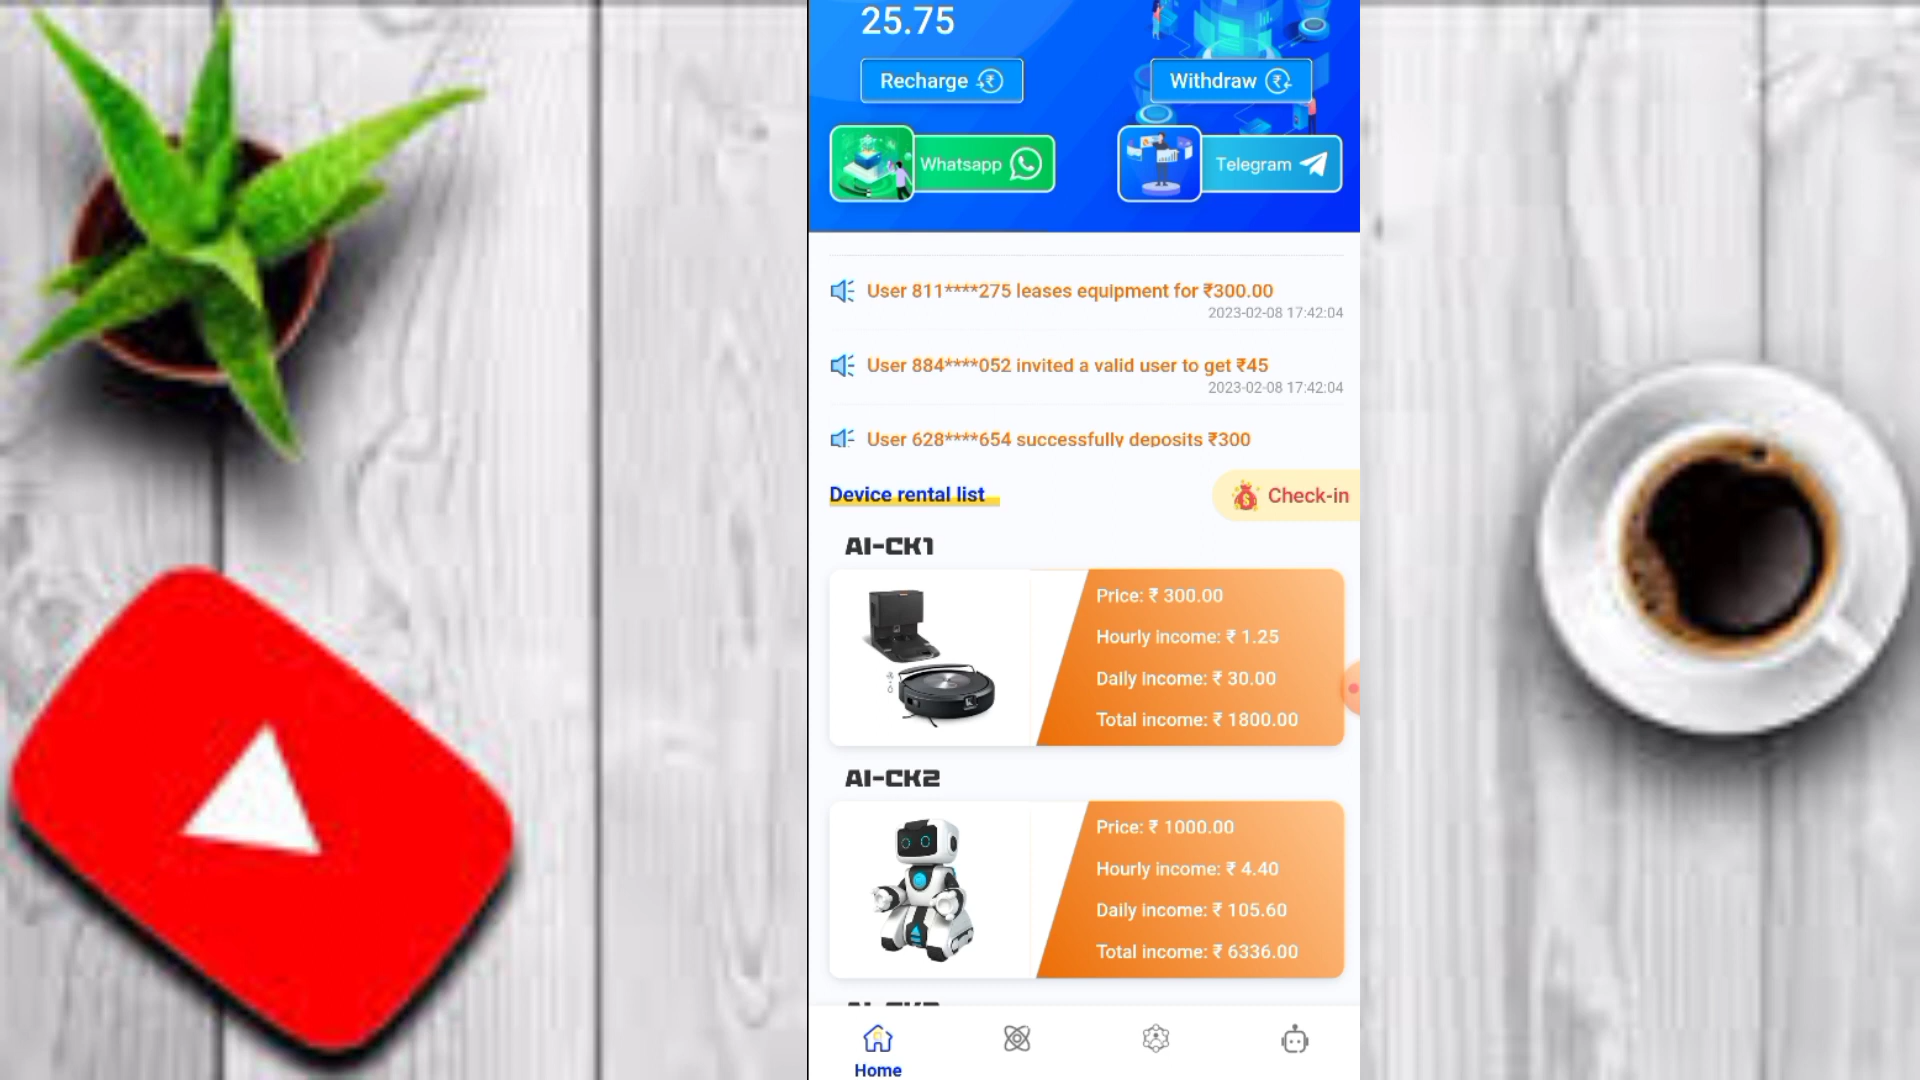 25.75
Recharge
Withdraw
Whatsapp
Telegram
User 811****275 leases equipment for ₹300.00
2023-02-08 17:42:04
User 884****052 invited a valid user to get ₹45
2023-02-08 17:42:04
User 628****654 successfully deposits ₹300
Device rental list
Check-in
AI-CK1
Price: ₹ 300.00
Hourly income: ₹ 1.25
Daily income: ₹ 30.00
Total income: ₹ 1800.00
AI-CK2
Price: ₹ 1000.00
Hourly income: ₹ 4.40
Daily income: ₹ 105.60
Total income: ₹ 6336.00
Home